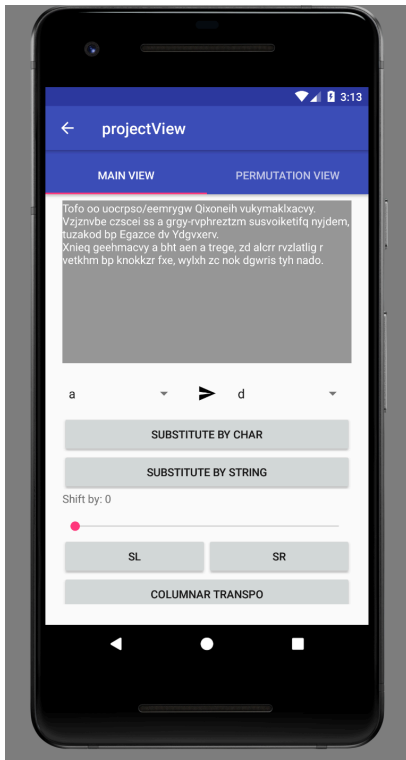 3:13
projectView
MAIN VIEW PERMUTATION VIEW
Tofo oo uocrpso/eemrygw Qixoneih vukymaklxacvy.
Vzjznvbe czscei ss a grgy-rvphreztzm susvoiketifq nyjdem,
tuzakod bp Egazce dv Ydgvxerv.
Xnieq geehmacvy a bht aen a trege, zd alcrr rvzlatlig r
vetkhm bp knokkzr fxe, wylxh zc nok dgwris tyh nado.
a d
SUBSTITUTE BY CHAR
SUBSTITUTE BY STRING
Shift by: 0
SL SR
COLUMNAR TRANSPO